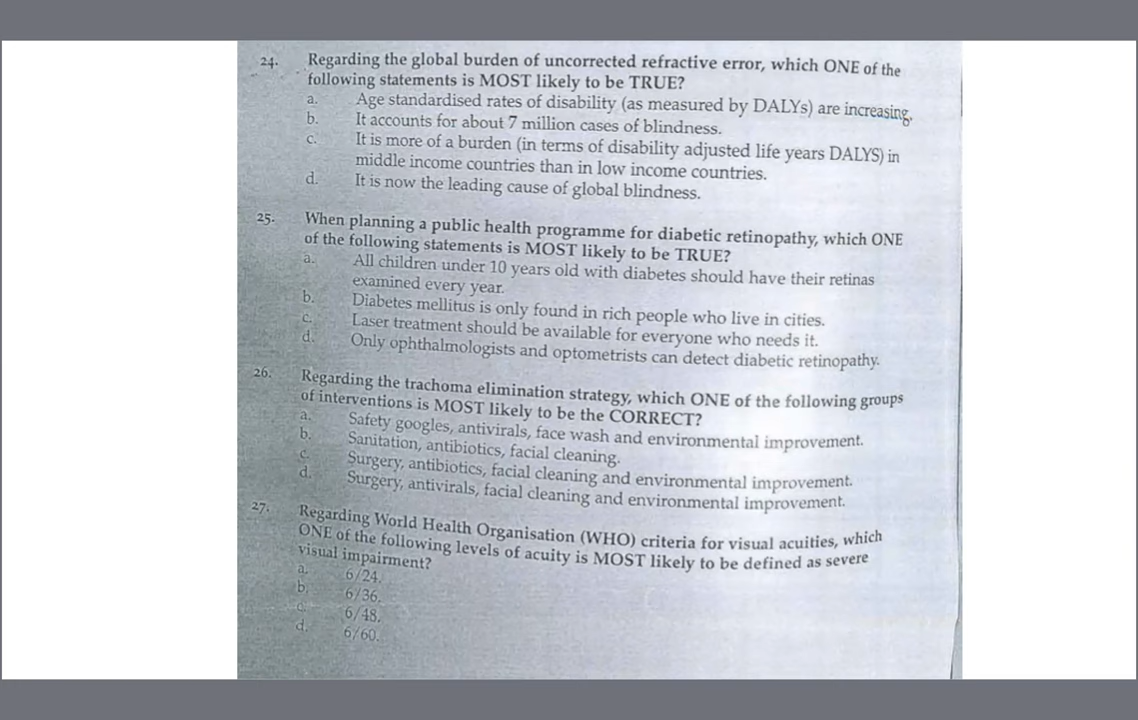 24. Regarding the global burden of uncorrected refractive error, which ONE of the
following statements is MOST likely to be TRUE?
a. Age standardised rates of disability (as measured by DALYs) are increasing.
b. It accounts for about 7 million cases of blindness.
c. It is more of a burden (in terms of disability adjusted life years DALYS) in
middle income countries than in low income countries.
d. It is now the leading cause of global blindness.
25. When planning a public health programme for diabetic retinopathy, which ONE
of the following statements is MOST likely to be TRUE?
a. All children under 10 years old with diabetes should have their retinas
examined every year.
b. Diabetes mellitus is only found in rich people who live in cities.
c. Laser treatment should be available for everyone who needs it.
d. Only ophthalmologists and optometrists can detect diabetic retinopathy.
26. Regarding the trachoma elimination strategy, which ONE of the following groups
of interventions is MOST likely to be the CORRECT?
a. Safety googles, antivirals, face wash and environmental improvement.
b. Sanitation, antibiotics, facial cleaning.
c. Surgery, antibiotics, facial cleaning and environmental improvement.
d. Surgery, antivirals, facial cleaning and environmental improvement.
27. Regarding World Health Organisation (WHO) criteria for visual acuities, which
ONE of the following levels of acuity is MOST likely to be defined as severe
visual impairment?
a. 6/24.
b. 6/36.
c. 6/48.
d. 6/60.